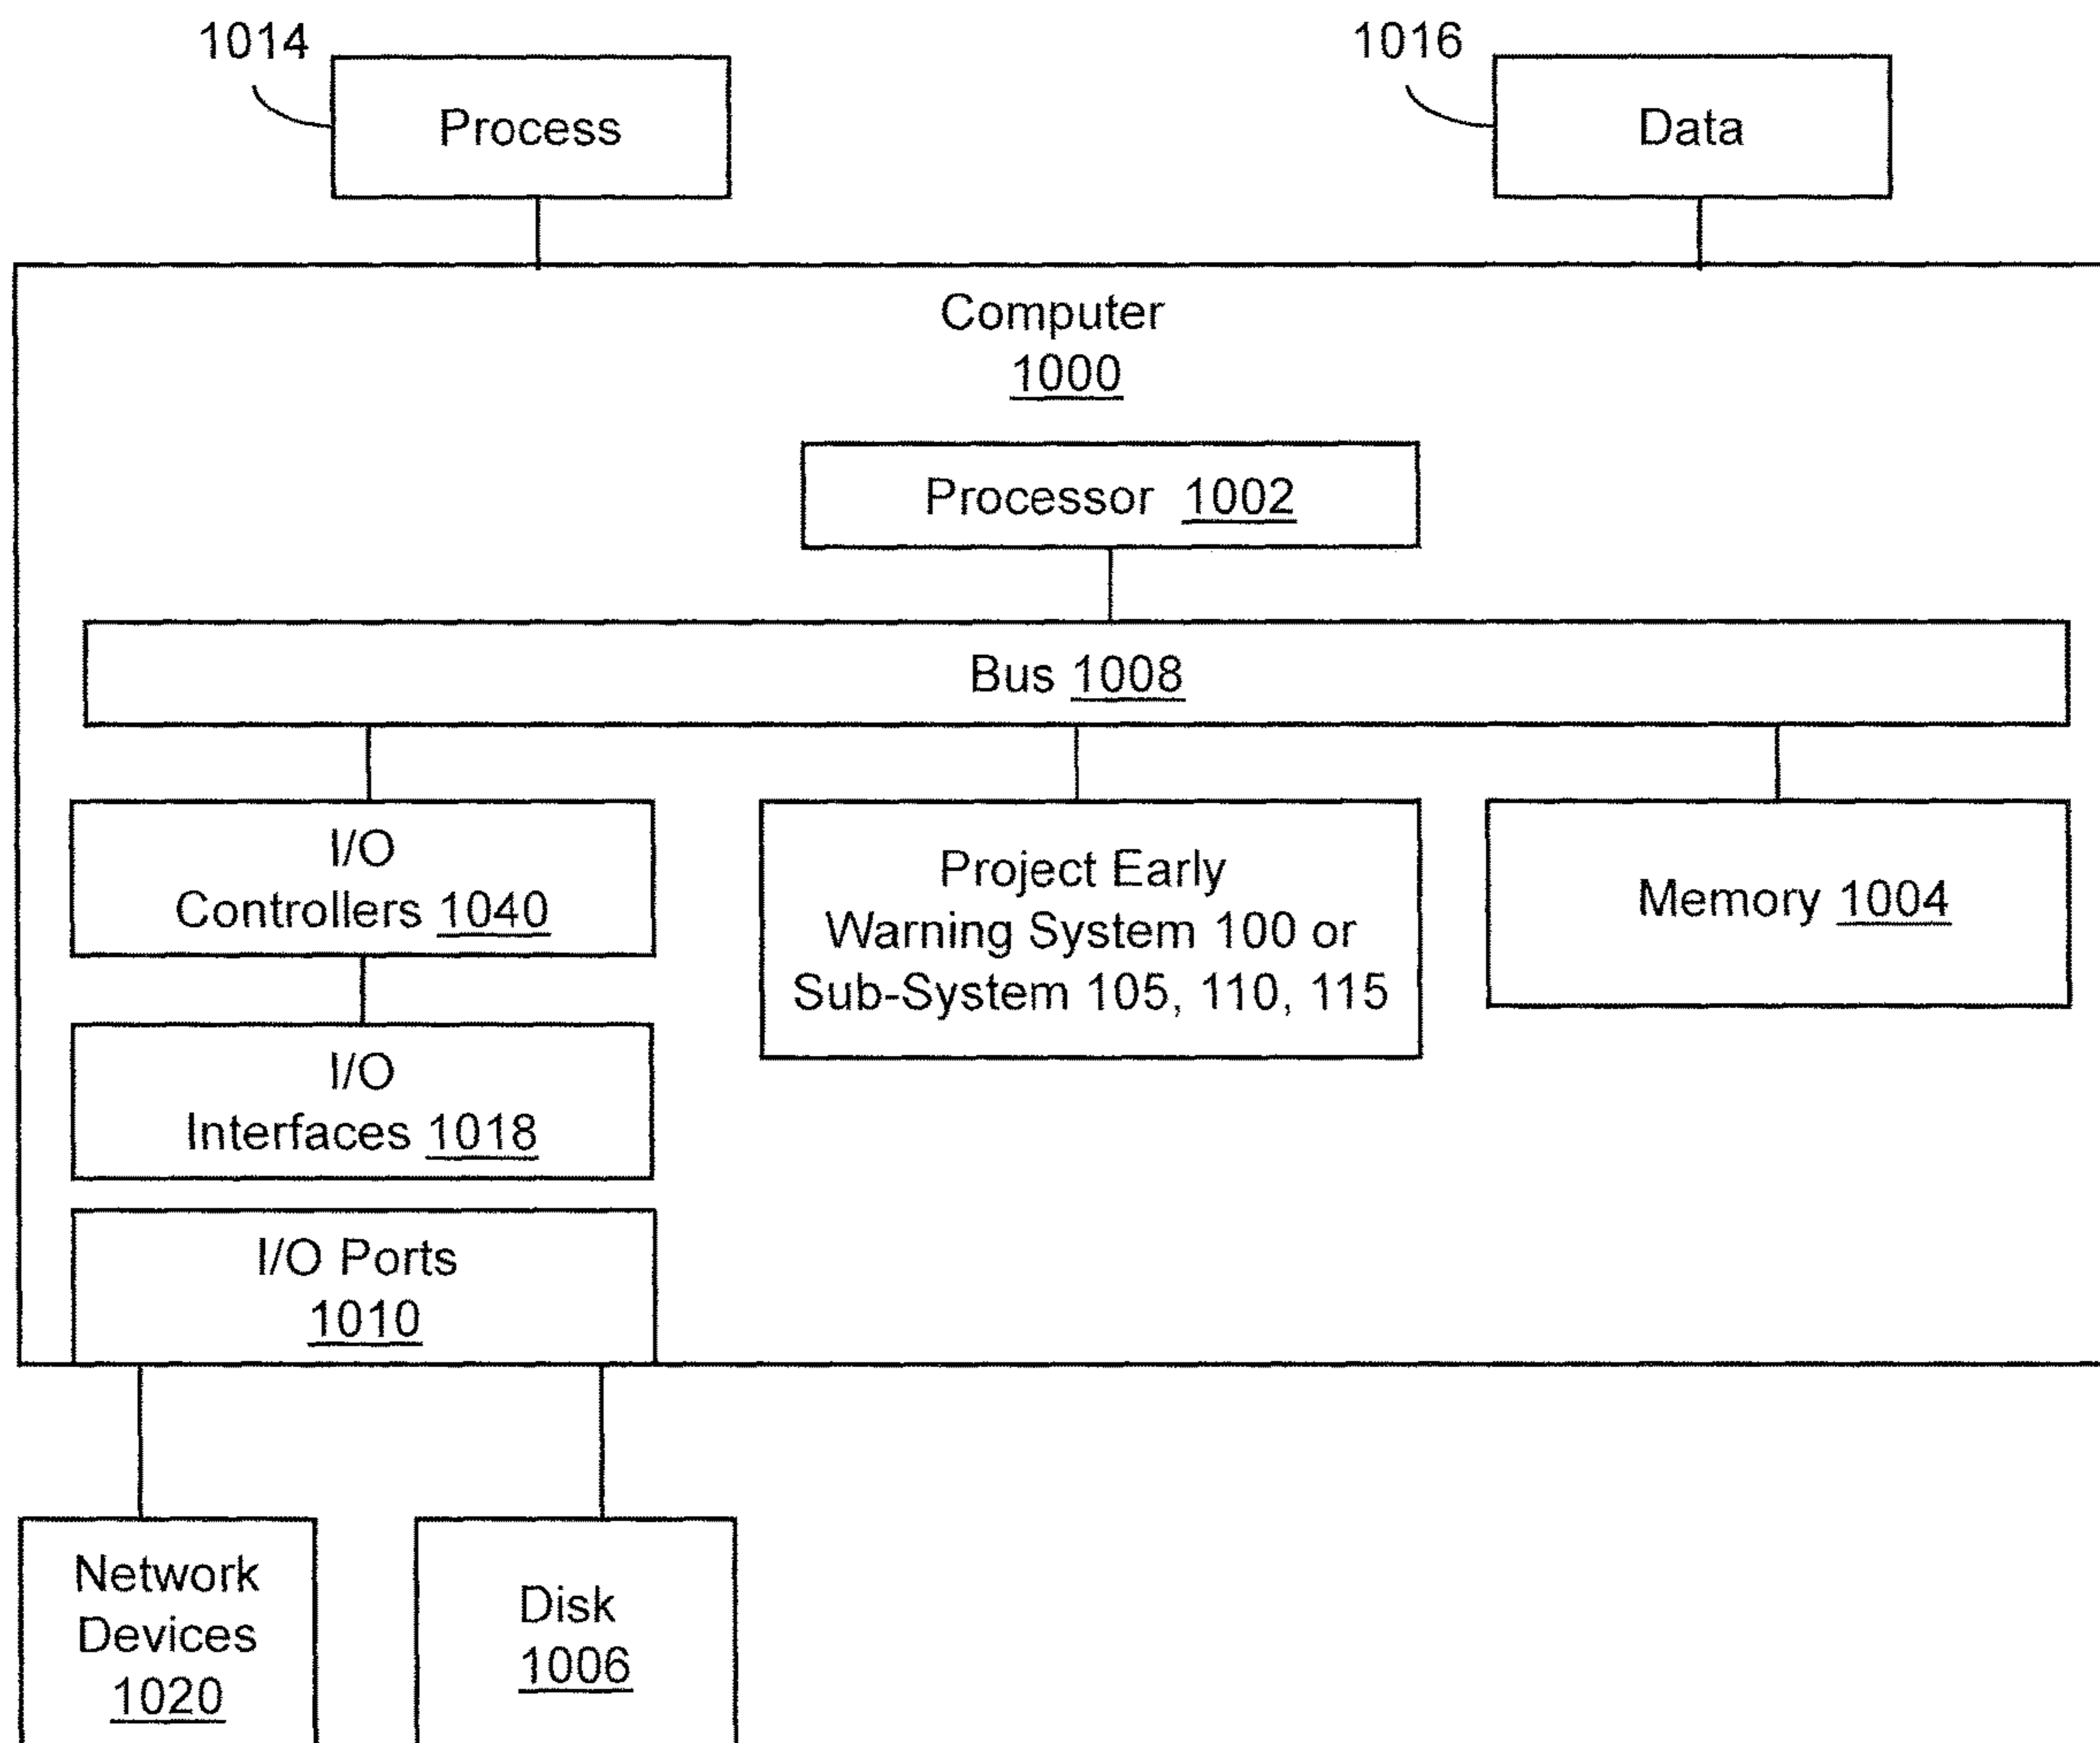 1014
Process
1016
Data
Computer
1000
Processor 1002
Bus 1008
I/O
Controllers 1040
Project Early
Warning System 100 or
Sub-System 105, 110, 115
Memory 1004
I/O
Interfaces 1018
I/O Ports
1010
Network
Devices
1020
Disk
1006